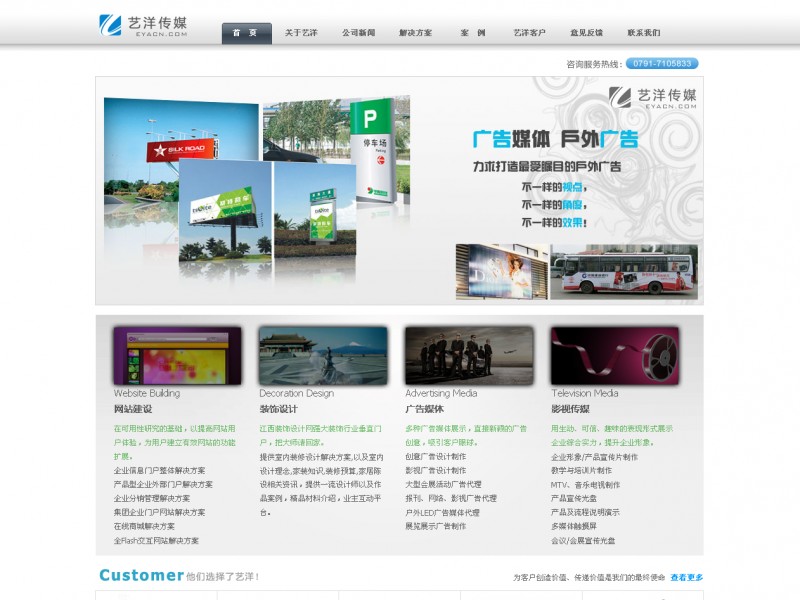 艺洋传媒
EYACN.COM
首 页
关于艺洋
公司新闻
解决方案
案 例
艺洋客户
意见反馈
联系我们
咨询服务热线:
0791-7105833
艺洋传媒
EYACN.COM
SILK ROAD
P
停车场
广告媒体 戶外广告
力求打造最受瞩目的戶外广告
不一样的视点,
不一样的角度,
不一样的效果!
Website Building
网站建设
在可用性研究的基础，以提高网站用
户体验，为用户建立有效网站的功能
扩展。
企业信息门户整体解决方案
产品型企业外部门户解决方案
企业分销管理解决方案
集团企业门户网站解决方案
在线商城解决方案
全Flash交互网站解决方案
Decoration Design
装饰设计
江西装饰设计网强大装饰行业垂直门
户，把大师请回家。
提供室内装修设计解决方案,以及室内
设计理念,家装知识,装修预算,家居陈
设相关资讯，提供一流设计师以及作
品案例，精品材料介绍，业主互动平
台。
Advertising Media
广告媒体
多种广告媒体展示，直接新颖的广告
创意，吸引客户眼球。
创意广告设计制作
影视广告设计制作
大型会展活动广告代理
报刊、网络、影视广告代理
户外LED广告媒体代理
展览展示广告制作
Television Media
影视传媒
用生动、可信、趣味的表现形式展示
企业综合实力，提升企业形象。
企业形象/产品宣传片制作
教学与培训片制作
MTV、音乐电视制作
产品宣传光盘
产品及流程说明演示
多媒体触摸屏
会议/会展宣传光盘
Customer 他们选择了艺洋!
为客户创造价值、传递价值是我们的最终使命 查看更多